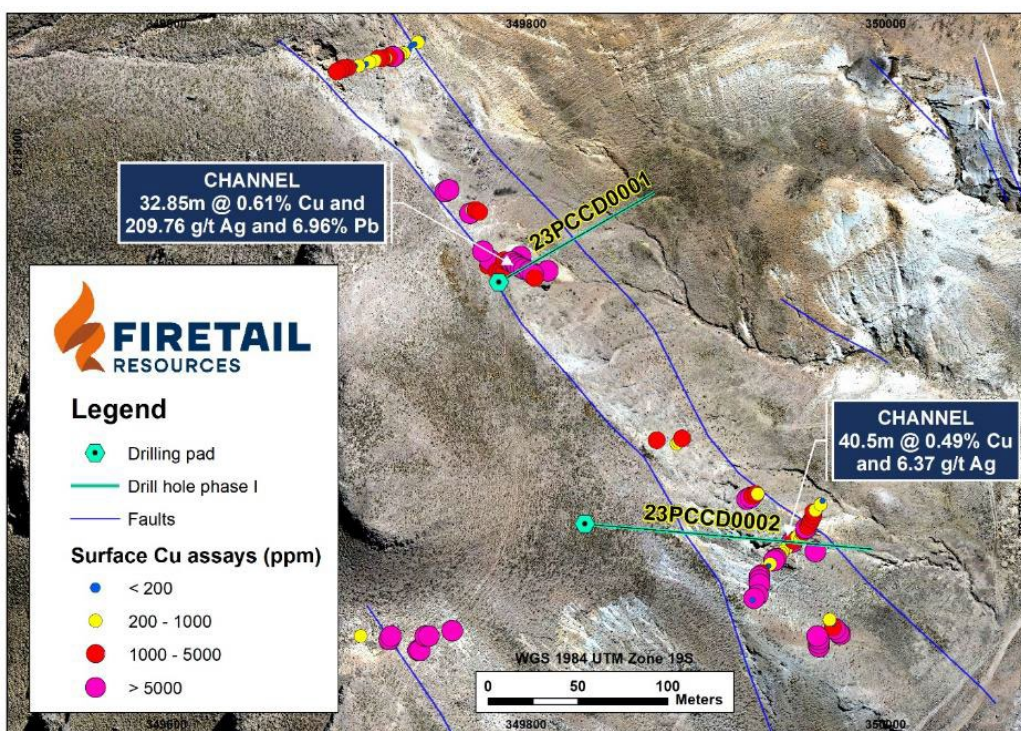 349600
349800
350000
8219000
N
CHANNEL
32.85m @ 0.61% Cu and
209.76 g/t Ag and 6.96% Pb
23PCCD0001
FIRETAIL
RESOURCES
Legend
Drilling pad
Drill hole phase I
Faults
Surface Cu assays (ppm)
< 200
200 - 1000
1000 - 5000
> 5000
CHANNEL
40.5m @ 0.49% Cu
and 6.37 g/t Ag
23PCCD0002
WGS 1984 UTM Zone 19S
0 50 100
Meters
349600
349800
350000